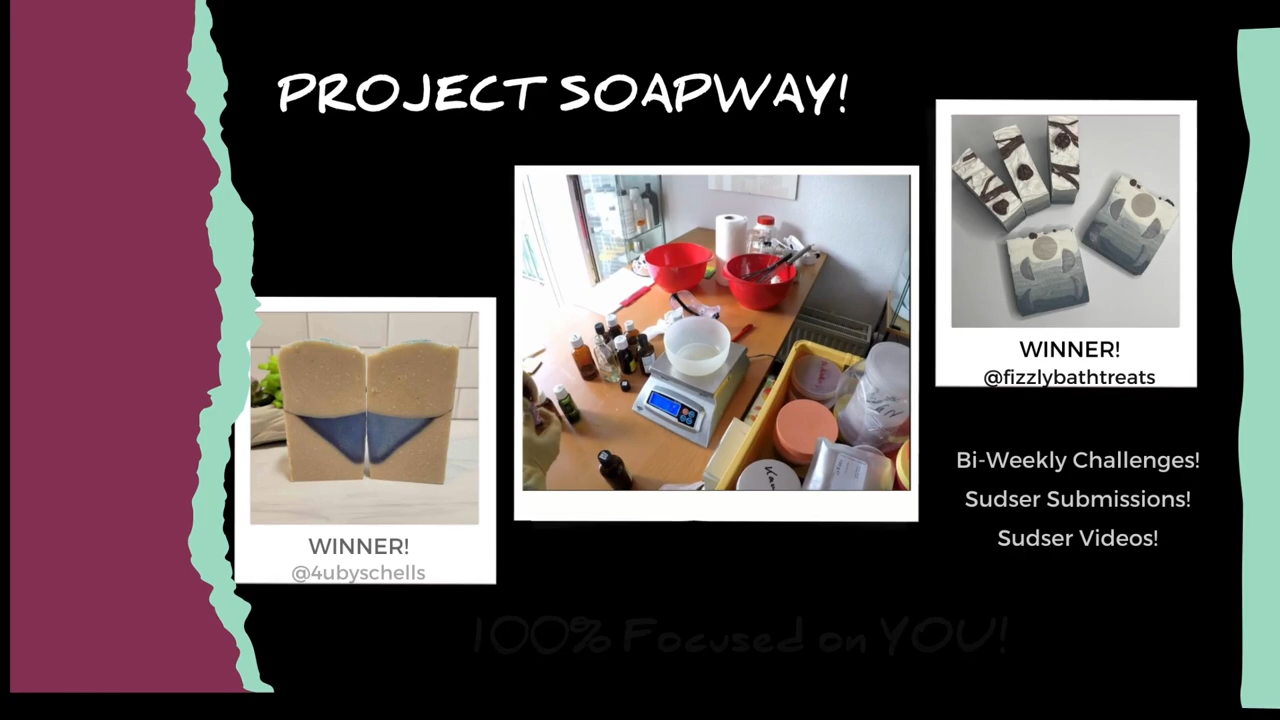 PROJECT SOAPWAY!
WINNER!
@fizzlybathtreats
Bi-Weekly Challenges!
Sudser Submissions!
Sudser Videos!
WINNER!
@4ubyschells
100% Focused on YOU!